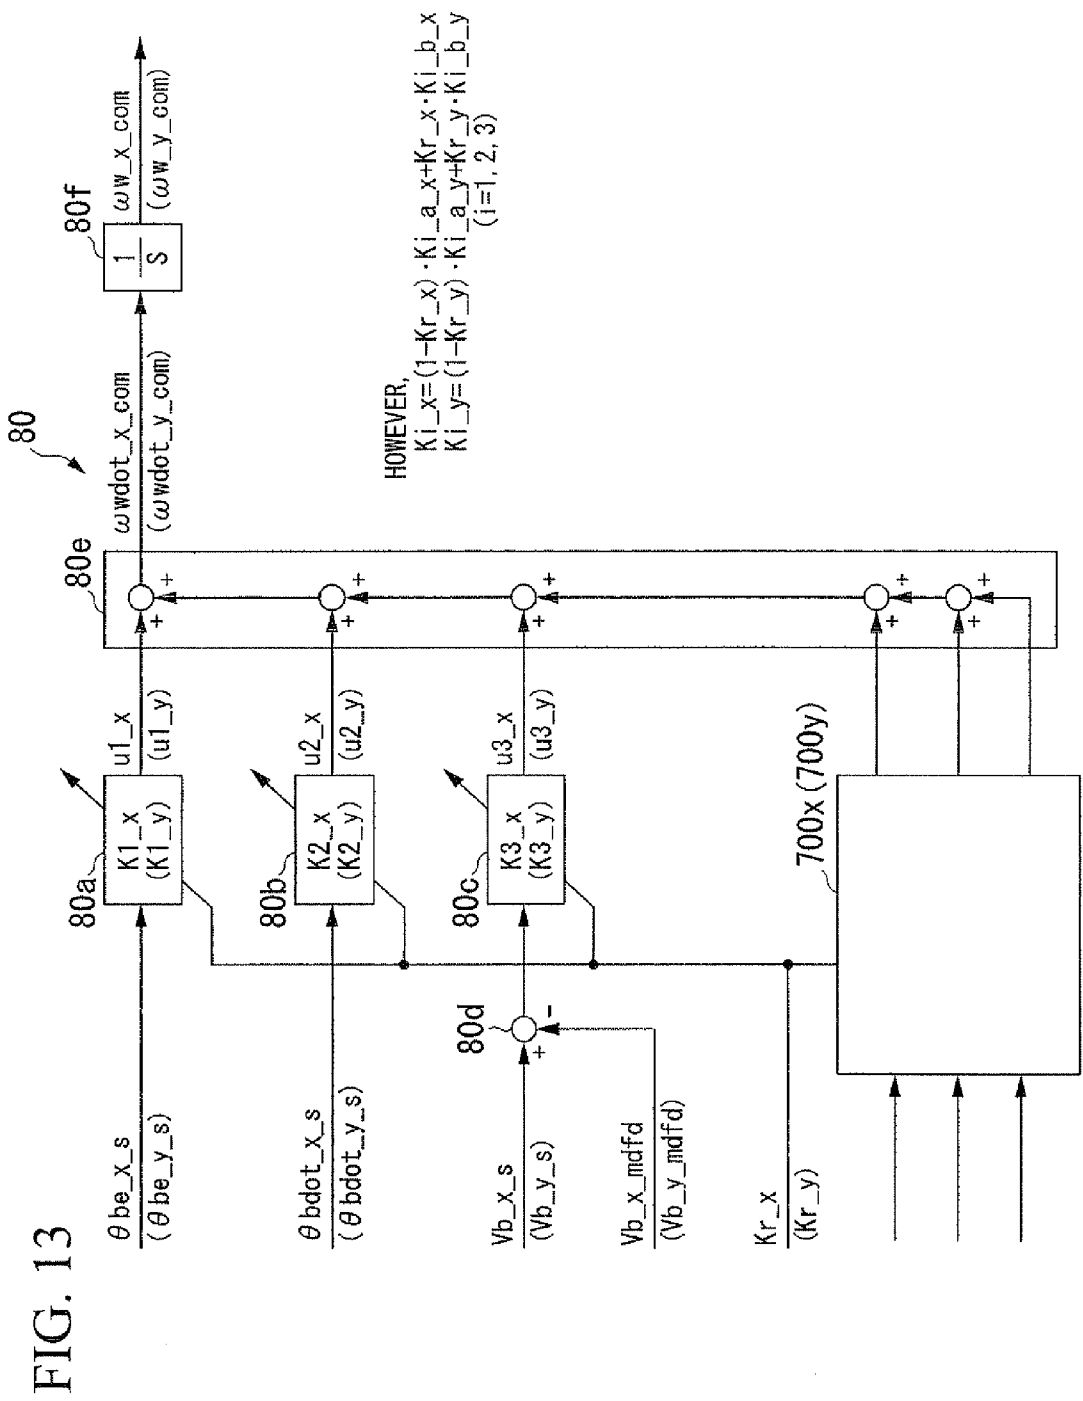 FIG. 13
80
θbe_x_s
(θbe_y_s)
80a
K1_x
(K1_y)
u1_x
(u1_y)
80e
+
+
ωwdot_x_com
(ωwdot_y_com)
80f
1
S
ωw_x_com
(ωw_y_com)
θbdot_x_s
(θbdot_y_s)
80b
K2_x
(K2_y)
u2_x
(u2_y)
+
+
Vb_x_s
(Vb_y_s)
+
-
80d
80c
K3_x
(K3_y)
u3_x
(u3_y)
+
+
Vb_x_mdfd
(Vb_y_mdfd)
Kr_x
(Kr_y)
700x (700y)
+
+
+
+
HOWEVER,
Ki_x=(1-Kr_x)·Ki_a_x+Kr_x·Ki_b_x
Ki_y=(1-Kr_y)·Ki_a_y+Kr_y·Ki_b_y
(i=1, 2, 3)